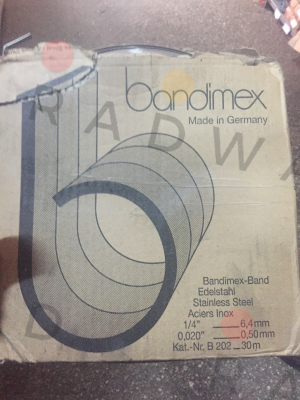 bandimex
Made in Germany
RADWA
Bandimex-Band
Edelstahl
Stainless Steel
Aciers Inox
1/4" 6,4mm
0,020" 0,50mm
Kat.-Nr. B 202 30m